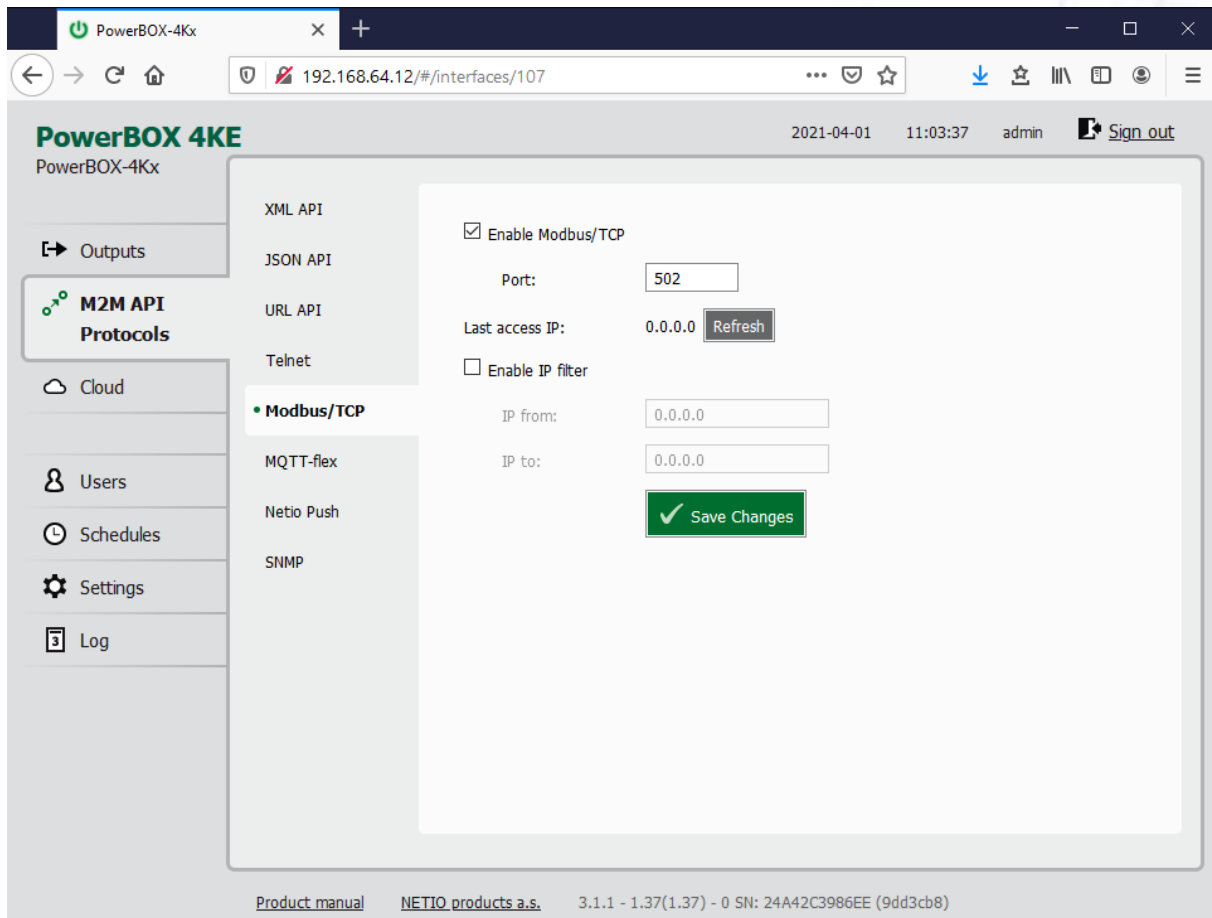 PowerBOX-4Kx
192.168.64.12/#/interfaces/107
PowerBOX 4KE
2021-04-01 11:03:37 admin Sign out
PowerBOX-4Kx
Outputs
M2M API
Protocols
Cloud
Users
Schedules
Settings
3
Log
XML API
JSON API
URL API
Telnet
• Modbus/TCP
MQTT-flex
Netio Push
SNMP
Enable Modbus/TCP
Port: 502
Last access IP: 0.0.0.0 Refresh
Enable IP filter
IP from: 0.0.0.0
IP to: 0.0.0.0
Save Changes
Product manual NETIO products a.s. 3.1.1 - 1.37(1.37) - 0 SN: 24A42C3986EE (9dd3cb8)